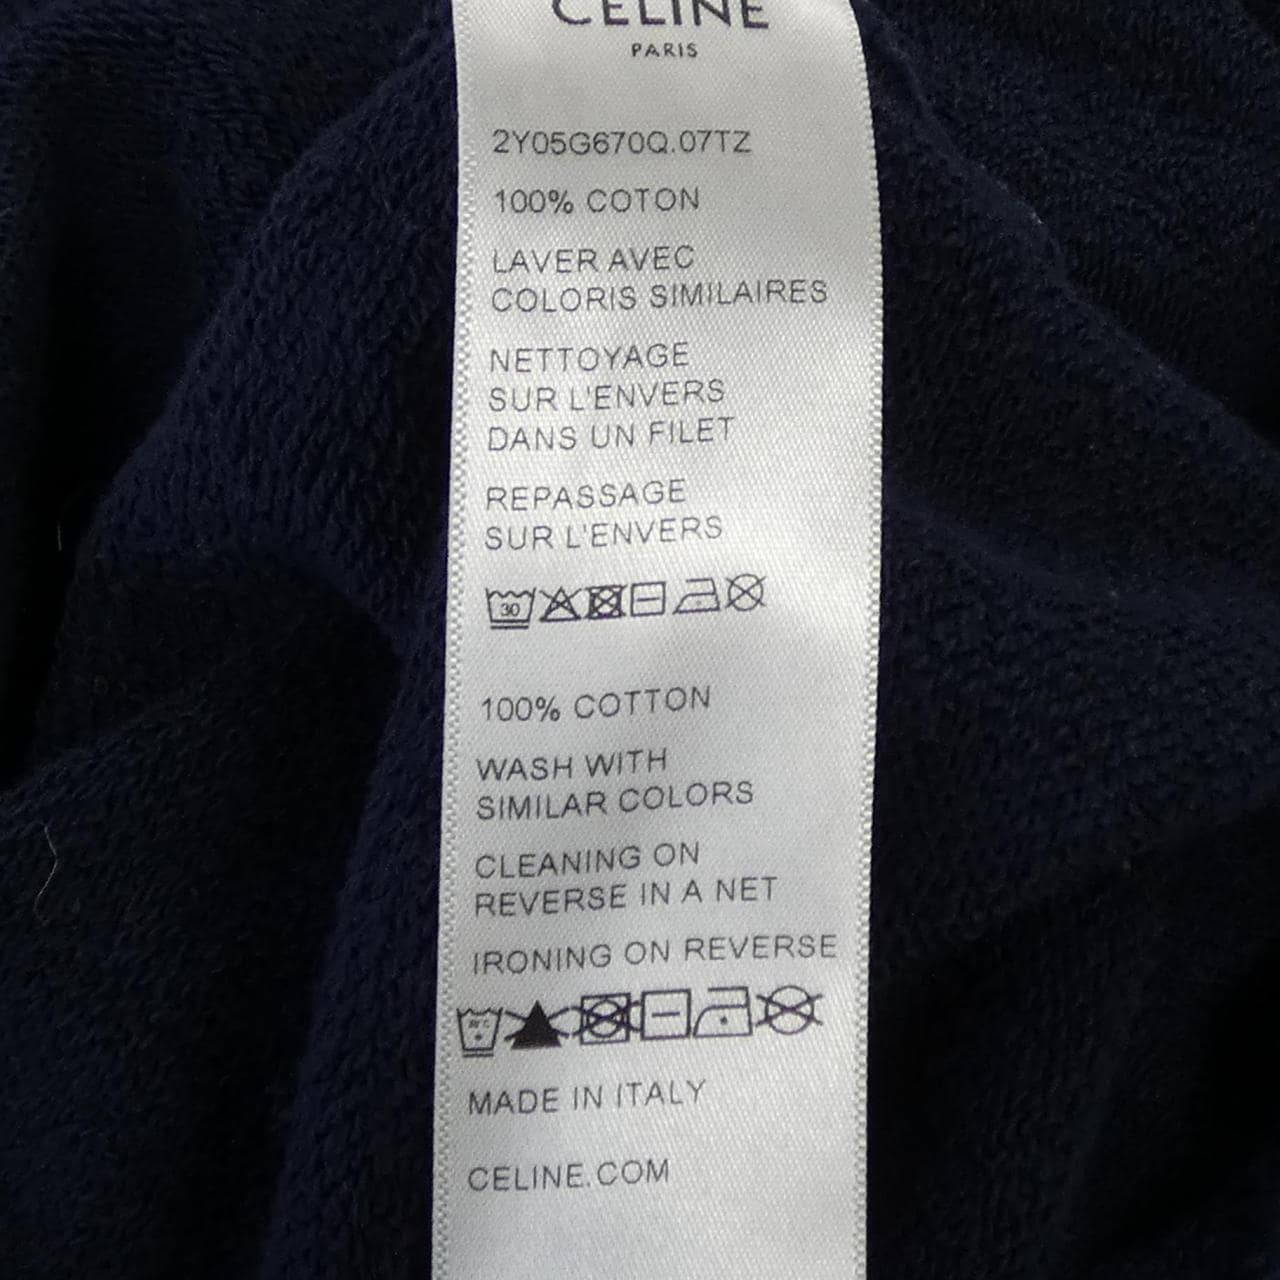 CELINE
PARIS
2Y05G670Q.07TZ
100% COTON
LAVER AVEC
COLORIS SIMILAIRES
NETTOYAGE
SUR L'ENVERS
DANS UN FILET
REPASSAGE
SUR L'ENVERS
30
100% COTTON
WASH WITH
SIMILAR COLORS
CLEANING ON
REVERSE IN A NET
IRONING ON REVERSE
MADE IN ITALY
CELINE.COM